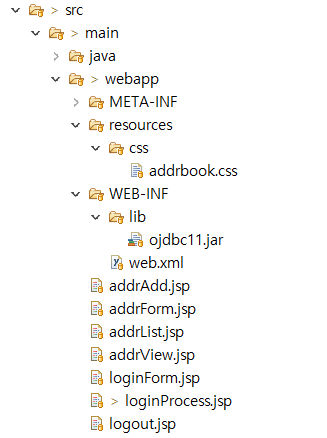 > src
> main
java
> webapp
META-INF
resources
css
addrbook.css
WEB-INF
lib
ojdbc11.jar
web.xml
addrAdd.jsp
addrForm.jsp
addrList.jsp
addrView.jsp
loginForm.jsp
> loginProcess.jsp
logout.jsp